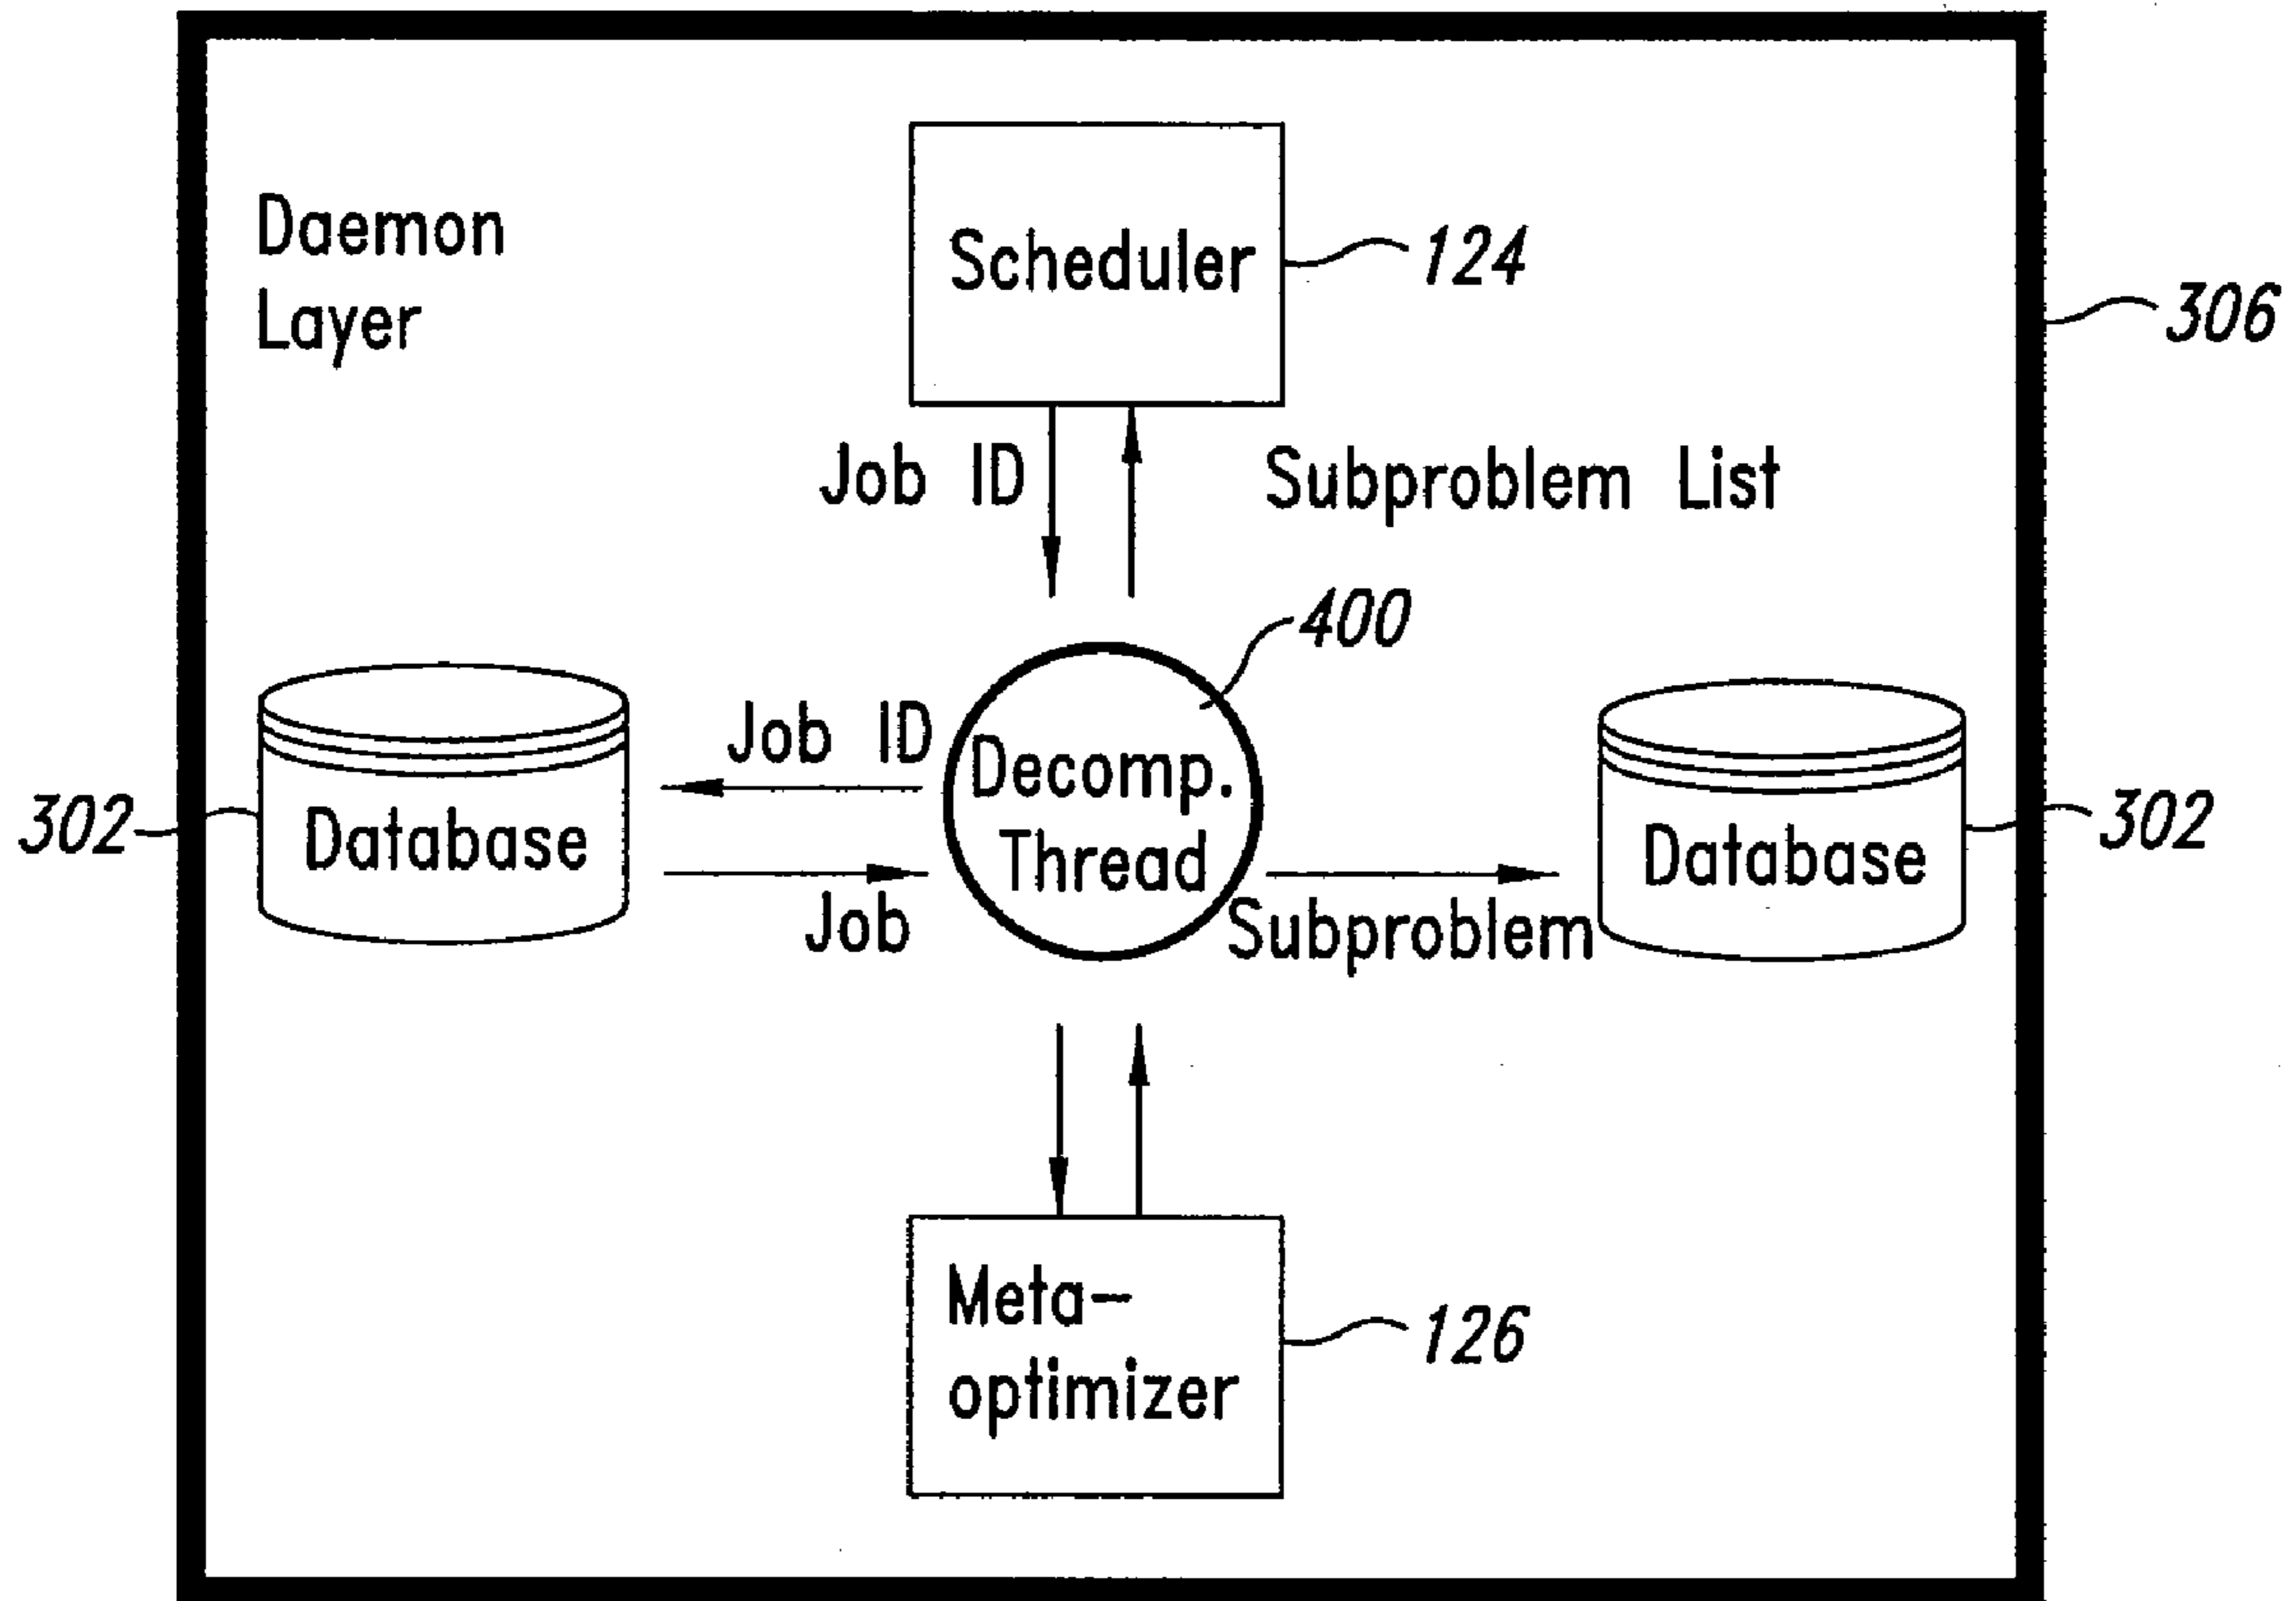 Daemon
Layer
Scheduler
124
306
Job ID
Subproblem List
400
Job ID
Decomp.
Thread
302
Database
Job
Subproblem
Database
302
Meta-
optimizer
126